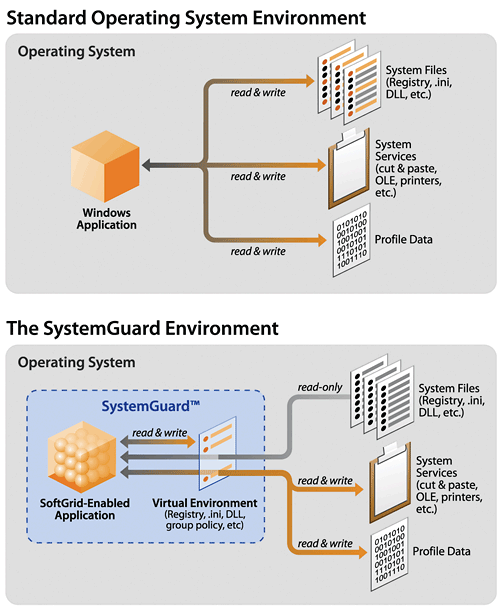 Standard Operating System Environment
Operating System
System Files
(Registry, .ini,
DLL, etc.)
read & write
System
Services
(cut & paste,
OLE, printers,
etc.)
read & write
Windows
Application
0101010
0010001
1001001
0010101
1110101
1001110
Profile Data
read & write
The SystemGuard Environment
Operating System
SystemGuard™
read-only
System Files
(Registry, .ini,
DLL, etc.)
read & write
System
Services
(cut & paste,
OLE, printers,
etc.)
read & write
SoftGrid-Enabled
Application
Virtual Environment
(Registry, .ini, DLL,
group policy, etc)
0101010
0010001
1001001
0010101
1110101
1001110
Profile Data
read & write